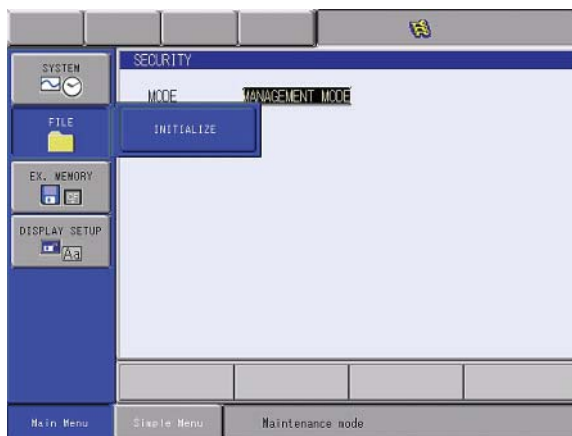 SECURITY
SYSTEM
MODE MANAGEMENT MODE
FILE
INITIALIZE
EX. MEMORY
DISPLAY SETUP
Aa
Main Menu Simple Menu Maintenance mode